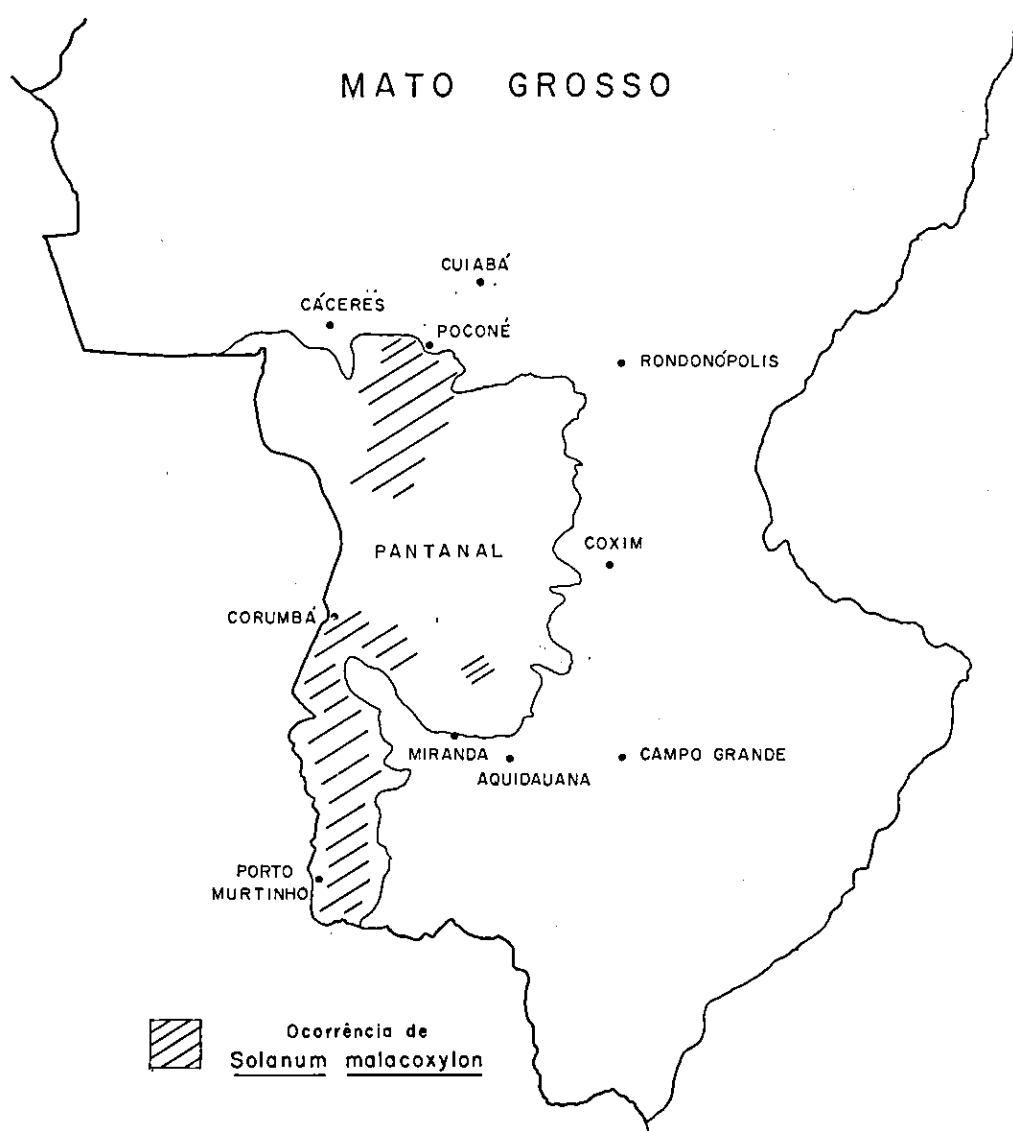 MATO GROSSO
CUIABÁ
CÁCERES
POCONÉ
RONDONÓPOLIS
PANTANAL
COXIM
CORUMBÁ
MIRANDA
CAMPO GRANDE
AQUIDAUANA
PORTO
MURTINHO
Ocorrência de
Solanum malacoxylon